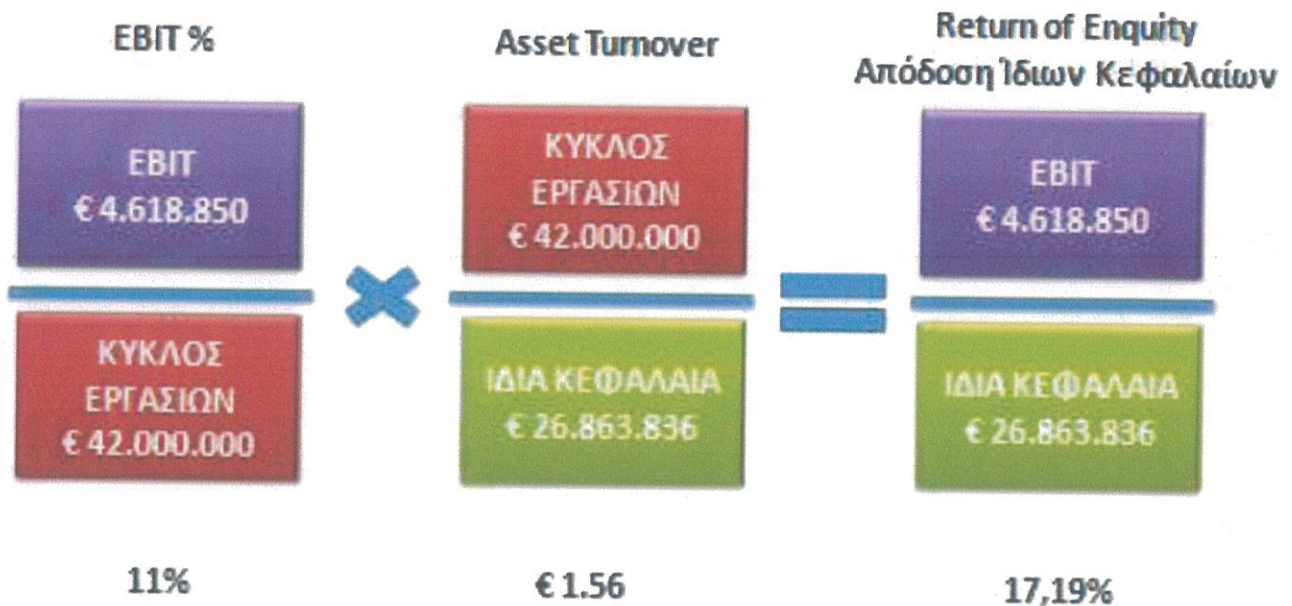 EBIT %
Asset Turnover
Return of Enquity
Απόδοση Ίδιων Κεφαλαίων
EBIT
€ 4.618.850
ΚΥΚΛΟΣ
ΕΡΓΑΣΙΩΝ
€ 42.000.000
EBIT
€ 4.618.850
ΚΥΚΛΟΣ
ΕΡΓΑΣΙΩΝ
€ 42.000.000
ΙΔΙΑ ΚΕΦΑΛΑΙΑ
€ 26.863.836
ΙΔΙΑ ΚΕΦΑΛΑΙΑ
€ 26.863.836
11%
€ 1.56
17,19%